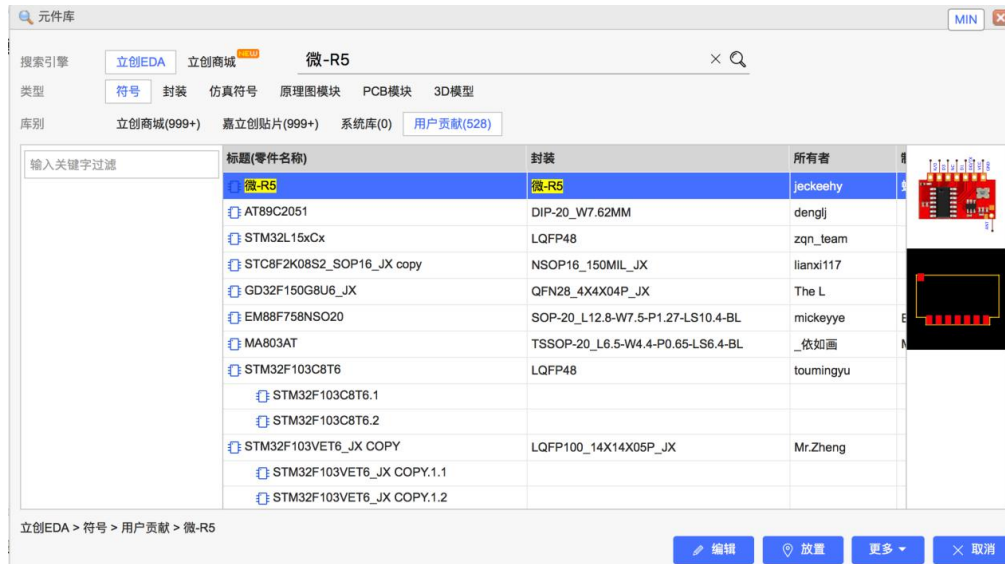 元件库 MIN
搜索引擎 立创EDA 立创商城 NEW 微-R5
类型 符号 封装 仿真符号 原理图模块 PCB模块 3D模型
库别 立创商城(999+) 嘉立创贴片(999+) 系统库(0) 用户贡献(528)
输入关键字过滤
标题(零件名称) 封装 所有者
微-R5 微-R5 jeckeehy
AT89C2051 DIP-20_W7.62MM denglj
STM32L15xCx LQFP48 zqn_team
STC8F2K08S2_SOP16_JX copy NSOP16_150MIL_JX lianxi117
GD32F150G8U6_JX QFN28_4X4X04P_JX The L
EM88F758NSO20 SOP-20_L12.8-W7.5-P1.27-LS10.4-BL mickeyye
MA803AT TSSOP-20_L6.5-W4.4-P0.65-LS6.4-BL _依如画
STM32F103C8T6 LQFP48 toumingyu
STM32F103C8T6.1
STM32F103C8T6.2
STM32F103VET6_JX COPY LQFP100_14X14X05P_JX Mr.Zheng
STM32F103VET6_JX COPY.1.1
STM32F103VET6_JX COPY.1.2
立创EDA > 符号 > 用户贡献 > 微-R5
编辑 放置 更多 取消